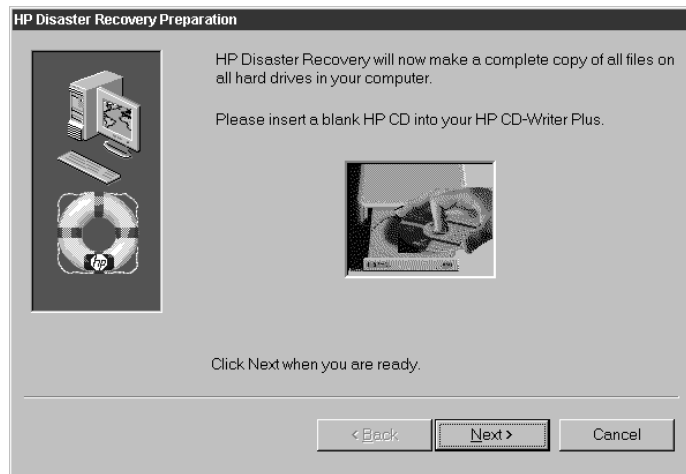 HP Disaster Recovery Preparation
HP Disaster Recovery will now make a complete copy of all files on
all hard drives in your computer.
Please insert a blank HP CD into your HP CD-Writer Plus.
hp
Click Next when you are ready.
< Back
Next >
Cancel